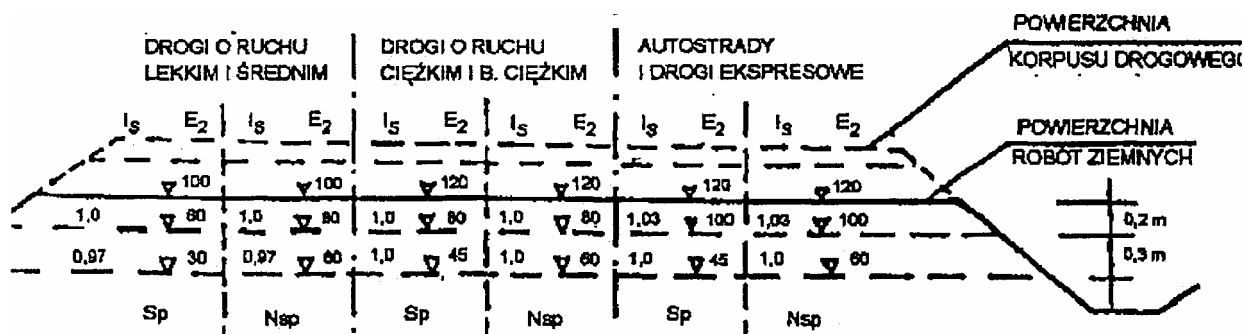 DROGI O RUCHU
LEKKIM I ŚREDNIM
DROGI O RUCHU
CIĘŻKIM I B. CIĘŻKIM
AUTOSTRADY
I DROGI EKSPRESOWE
POWIERZCHNIA
KORPUSU DROGOWEGO
POWIERZCHNIA
ROBÓT ZIEMNYCH
IS E2 IS E2 IS E2 IS E2 IS E2 IS E2
100 100 120 120 120 120
1,0 80 1,0 80 1,0 80 1,0 80 1,03 100 1,03 100 0,2 m
0,97 30 0,97 60 1,0 45 1,0 60 1,0 45 1,0 60 0,3 m
Sp Nsp Sp Nsp Sp Nsp